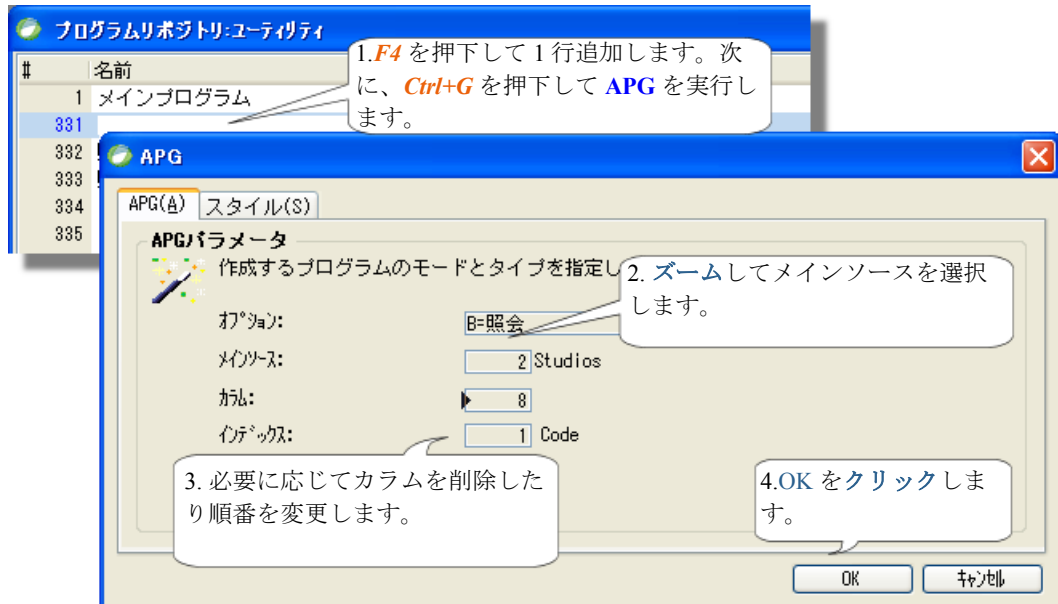 プログラムリポジトリ:ユーティリティ
# 名前
1 メインプログラム
331
332
333
334
335
1.F4 を押下して 1 行追加します。次
に、Ctrl+G を押下して APG を実行し
ます。
APG
APG(A) スタイル(S)
APGパラメータ
作成するプログラムのモードとタイプを指定し
2. ズームしてメインソースを選択
します。
オプション: B=照会
メインソース: 2 Studios
カラム: 8
インデックス: 1 Code
3. 必要に応じてカラムを削除した
り順番を変更します。
4.OK をクリックしま
す。
OK キャンセル